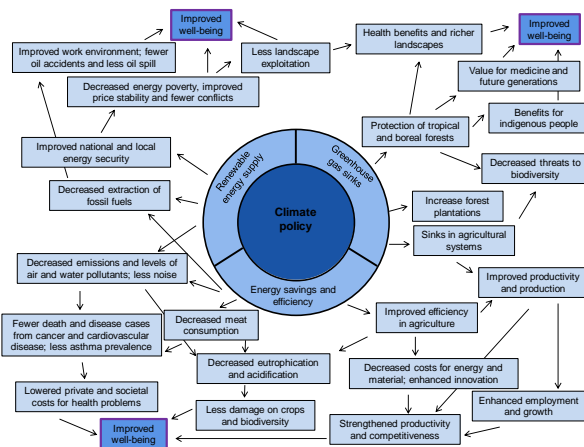 Improved
well-being
Improved work environment; fewer
oil accidents and less oil spill
Less landscape
exploitation
Health benefits and richer
landscapes
Improved
well-being
Value for medicine and
future generations
Decreased energy poverty, improved
price stability and fewer conflicts
Benefits for
indigenous people
Protection of tropical
and boreal forests
Improved national and local
energy security
Decreased threats to
biodiversity
Renewable
energy supply
Greenhouse
gas sinks
Decreased extraction of
fossil fuels
Climate
policy
Increase forest
plantations
Sinks in agricultural
systems
Decreased emissions and levels of
air and water pollutants; less noise
Energy savings and
efficiency
Improved productivity
and production
Fewer death and disease cases
from cancer and cardiovascular
disease; less asthma prevalence
Decreased meat
consumption
Improved efficiency
in agriculture
Decreased eutrophication
and acidification
Decreased costs for energy and
material; enhanced innovation
Lowered private and societal
costs for health problems
Less damage on crops
and biodiversity
Enhanced employment
and growth
Improved
well-being
Strengthened productivity
and competitiveness